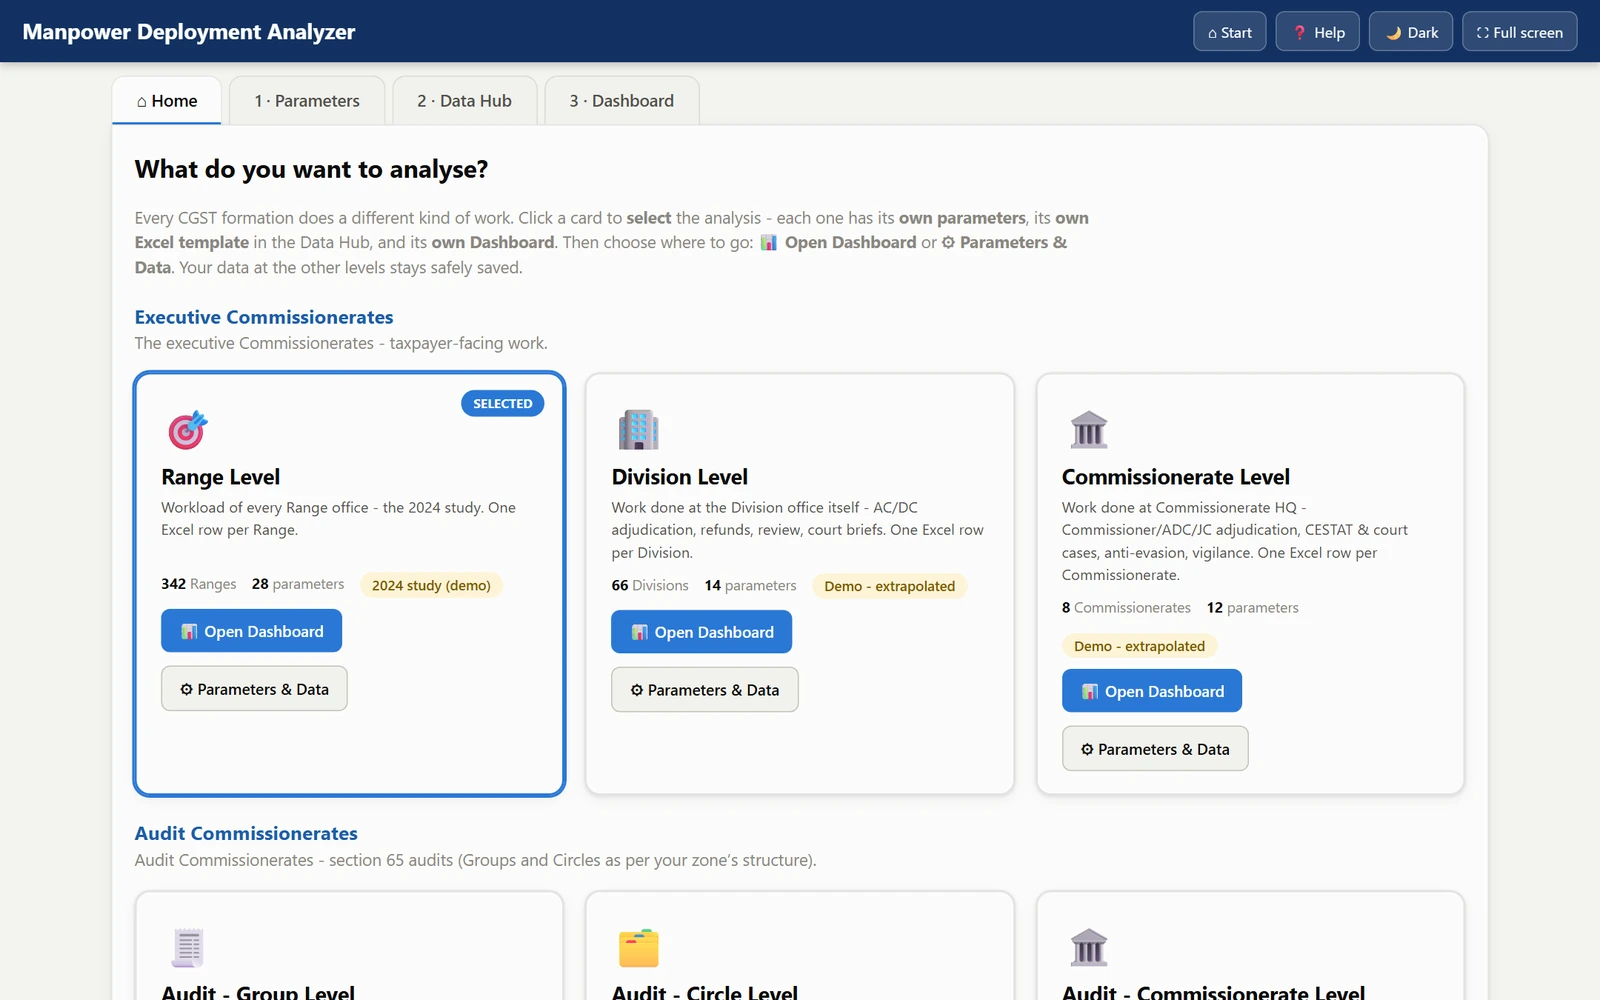 Manpower Deployment Analyzer
⌂ Start
❓ Help
🌙 Dark
⛶ Full screen
⌂ Home
1 · Parameters
2 · Data Hub
3 · Dashboard
What do you want to analyse?
Every CGST formation does a different kind of work. Click a card to select the analysis - each one has its own parameters, its own
Excel template in the Data Hub, and its own Dashboard. Then choose where to go: 📊 Open Dashboard or ⚙ Parameters &
Data. Your data at the other levels stays safely saved.
Executive Commissionerates
The executive Commissionerates - taxpayer-facing work.
SELECTED
Range Level
Workload of every Range office - the 2024 study. One
Excel row per Range.
342 Ranges 28 parameters 2024 study (demo)
📊 Open Dashboard
⚙ Parameters & Data
Division Level
Work done at the Division office itself - AC/DC
adjudication, refunds, review, court briefs. One Excel row
per Division.
66 Divisions 14 parameters Demo - extrapolated
📊 Open Dashboard
⚙ Parameters & Data
Commissionerate Level
Work done at Commissionerate HQ -
Commissioner/ADC/JC adjudication, CESTAT & court
cases, anti-evasion, vigilance. One Excel row per
Commissionerate.
8 Commissionerates 12 parameters
Demo - extrapolated
📊 Open Dashboard
⚙ Parameters & Data
Audit Commissionerates
Audit Commissionerates - section 65 audits (Groups and Circles as per your zone's structure).
Audit - Group Level
Audit - Circle Level
Audit - Commissionerate Level